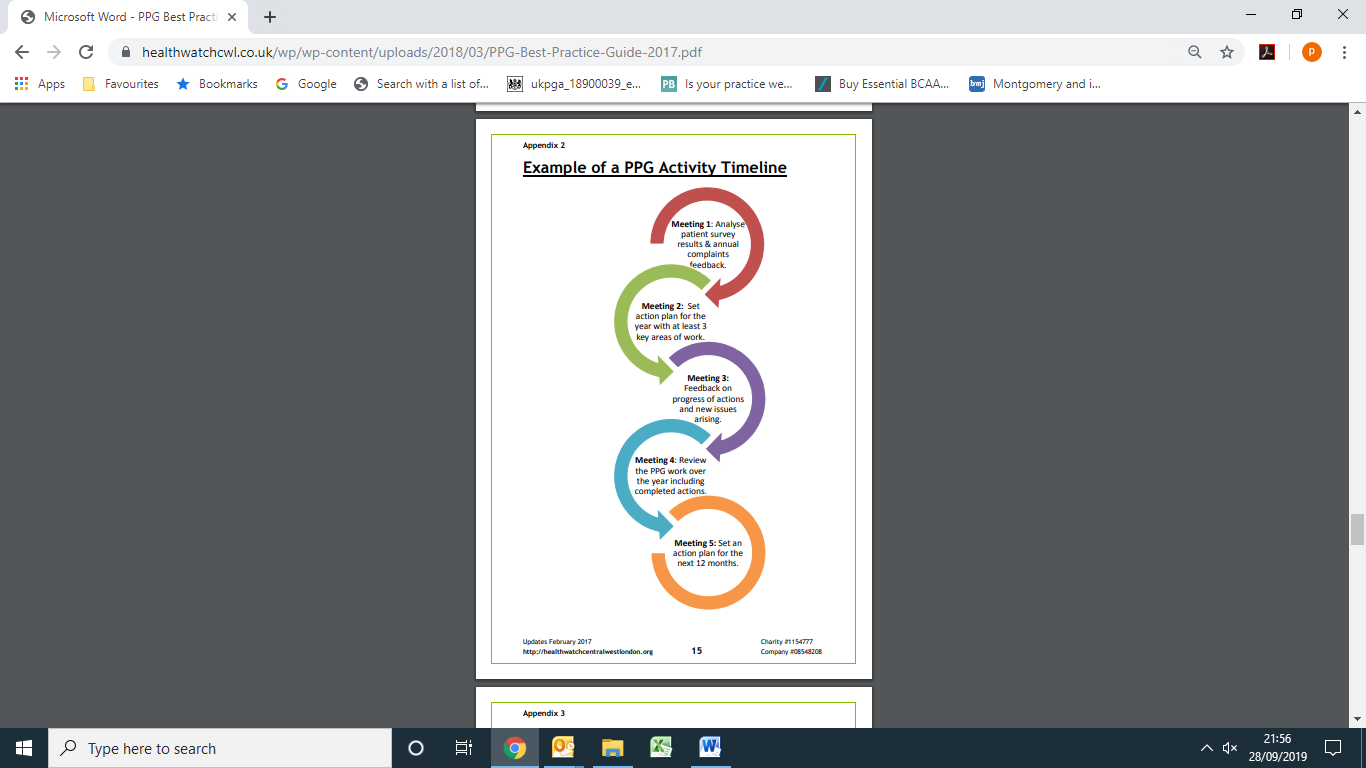 Microsoft Word - PPG Best Practi
healthwatchcwl.co.uk/wp/wp-content/uploads/2018/03/PPG-Best-Practice-Guide-2017.pdf
P
Apps
Favourites
Bookmarks
G Google
Search with a list of...
ukpga_18900039_e...
PB Is your practice we...
Buy Essential BCAA...
bmj Montgomery and i...
Appendix 2
Example of a PPG Activity Timeline
Meeting 1: Analyse
patient survey
results & annual
complaints
feedback.
Meeting 2: Set
action plan for the
year with at least 3
key areas of work.
Meeting 3:
Feedback on
progress of actions
and new issues
arising.
Meeting 4: Review
the PPG work over
the year including
completed actions.
Meeting 5: Set an
action plan for the
next 12 months.
Updates February 2017
http://healthwatchcentralwestlondon.org
15
Charity #1154777
Company #08548208
Appendix 3
Type here to search
21:56
28/09/2019